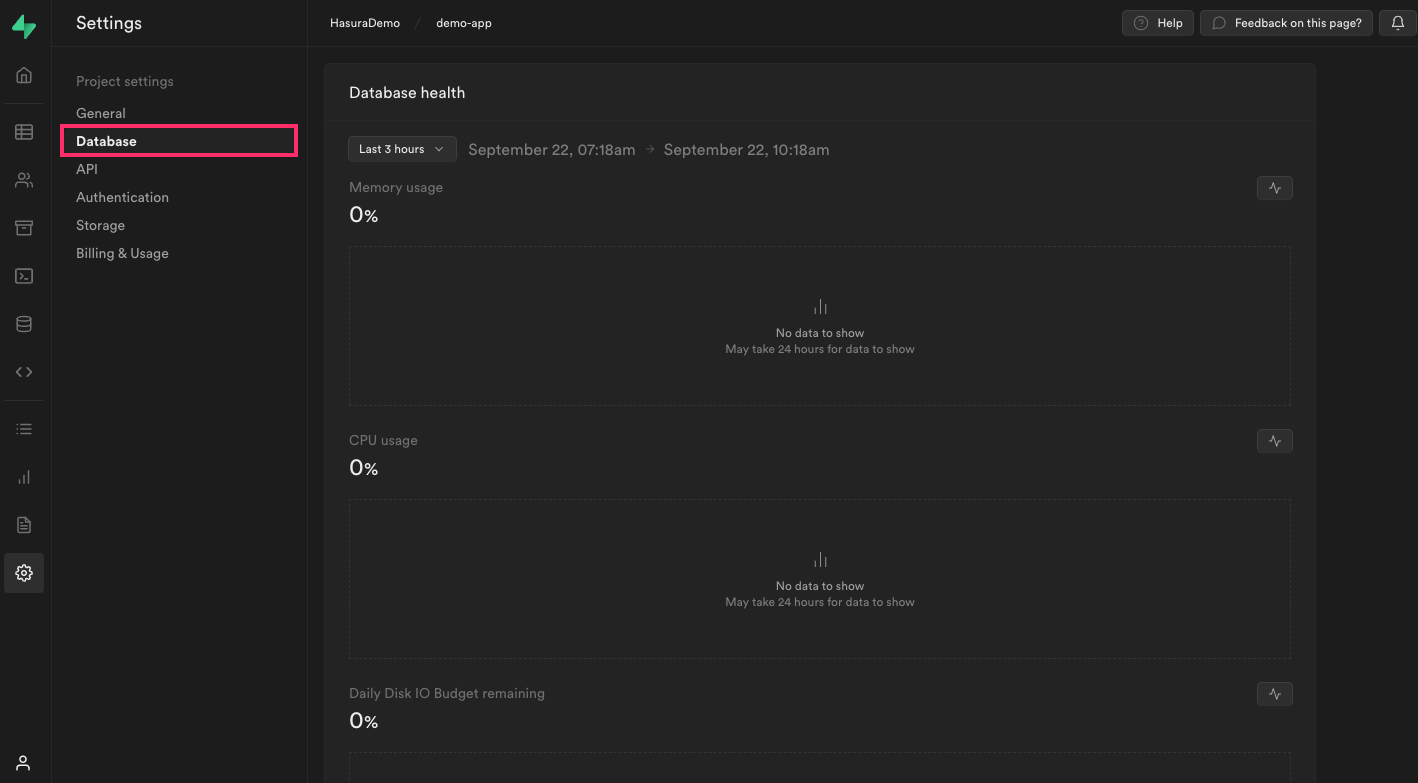 Settings
HasuraDemo / demo-app
Help
Feedback on this page?
Project settings
General
Database
API
Authentication
Storage
Billing & Usage
Database health
Last 3 hours
September 22, 07:18am → September 22, 10:18am
Memory usage
0%
No data to show
May take 24 hours for data to show
CPU usage
0%
No data to show
May take 24 hours for data to show
Daily Disk IO Budget remaining
0%